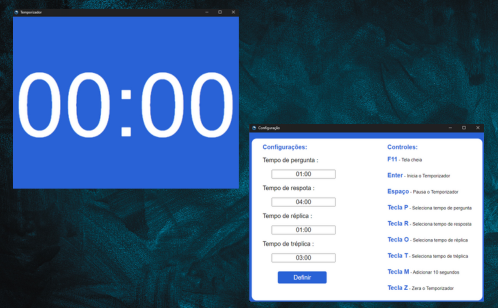 Temporizador
00:00
Configuração
Configurações:
Tempo de pergunta :
01:00
Tempo de respota :
04:00
Tempo de réplica :
01:00
Tempo de tréplica :
03:00
Definir
Controles:
F11 - Tela cheia
Enter - Inicia o Temporizador
Espaço - Pausa o Temporizador
Tecla P - Seleciona tempo de pergunta
Tecla R - Seleciona tempo de resposta
Tecla O - Seleciona tempo de réplica
Tecla T - Seleciona tempo de tréplica
Tecla M - Adicionar 10 segundos
Tecla Z - Zera o Temporizador